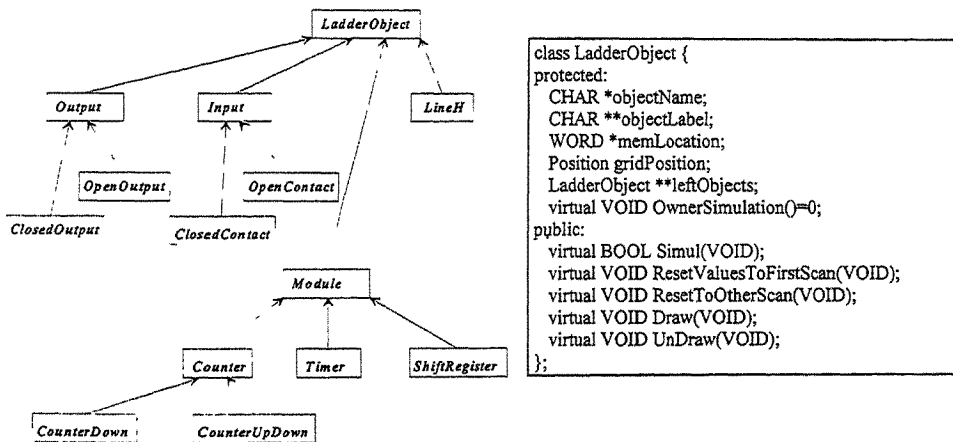 LadderObject
Output
Input
LineH
OpenOutput
OpenContact
ClosedOutput
ClosedContact
Module
Counter
Timer
ShiftRegister
CounterDown
CounterUpDown
class LadderObject {
protected:
CHAR *objectName;
CHAR **objectLabel;
WORD *memLocation;
Position gridPosition;
LadderObject **leftObjects;
virtual VOID OwnerSimulation()=0;
public:
virtual BOOL Simul(VOID);
virtual VOID ResetValuesToFirstScan(VOID);
virtual VOID ResetToOtherScan(VOID);
virtual VOID Draw(VOID);
virtual VOID UnDraw(VOID);
};